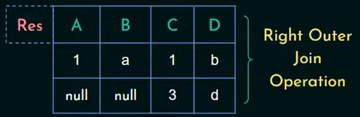 Res A B C D
1 a 1 b
null null 3 d
Right Outer
Join
Operation